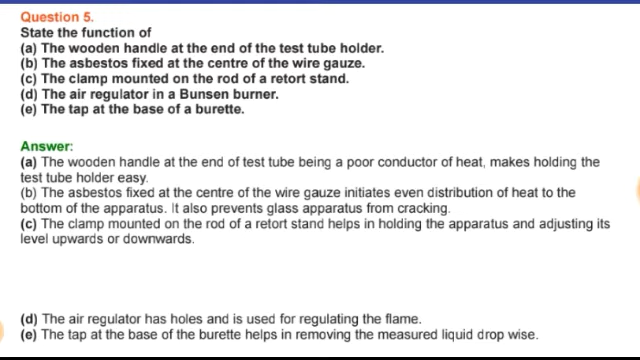 Question 5.
State the function of
(a) The wooden handle at the end of the test tube holder.
(b) The asbestos fixed at the centre of the wire gauze.
(c) The clamp mounted on the rod of a retort stand.
(d) The air regulator in a Bunsen burner.
(e) The tap at the base of a burette.
Answer:
(a) The wooden handle at the end of test tube being a poor conductor of heat, makes holding the
test tube holder easy.
(b) The asbestos fixed at the centre of the wire gauze initiates even distribution of heat to the
bottom of the apparatus. It also prevents glass apparatus from cracking.
(c) The clamp mounted on the rod of a retort stand helps in holding the apparatus and adjusting its
level upwards or downwards.
(d) The air regulator has holes and is used for regulating the flame.
(e) The tap at the base of the burette helps in removing the measured liquid drop wise.